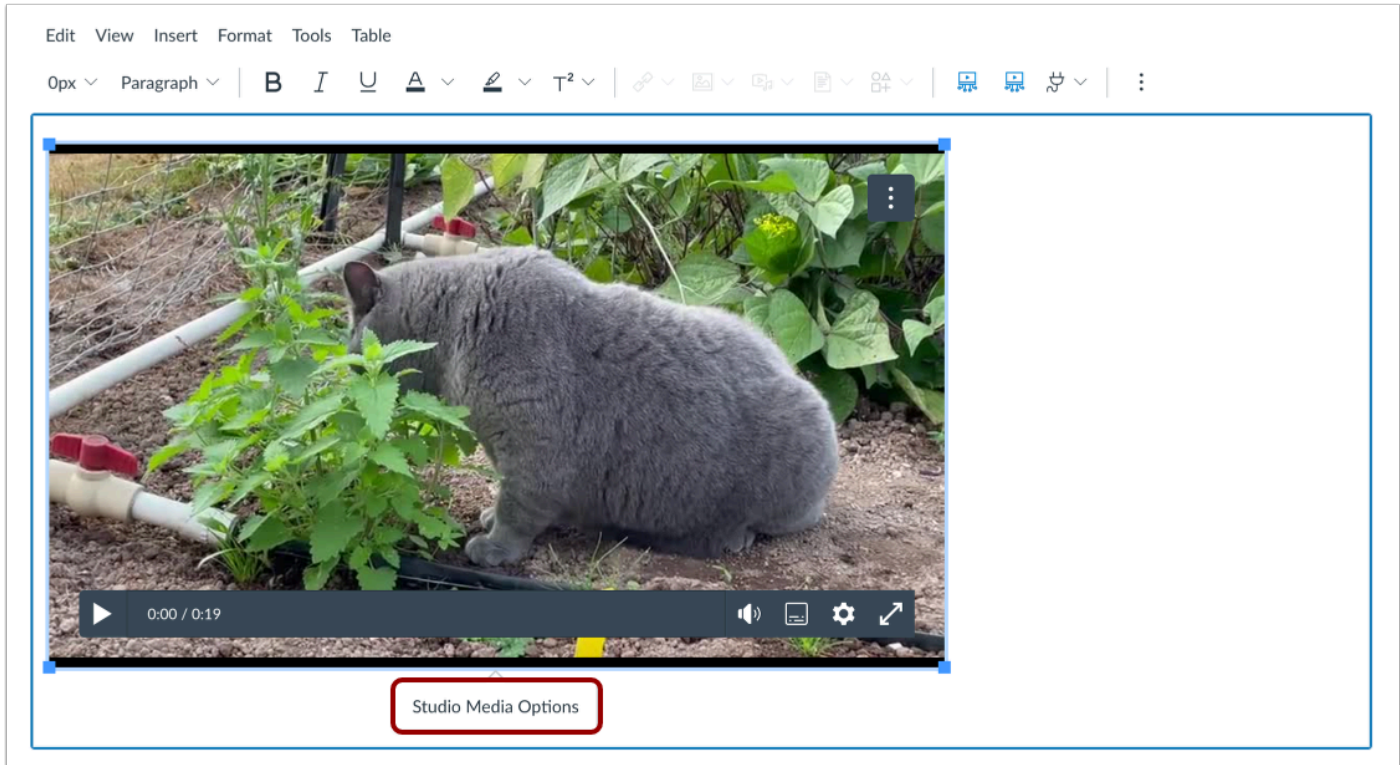 Edit View Insert Format Tools Table
0px Paragraph B I U A T²
0:00 / 0:19
Studio Media Options